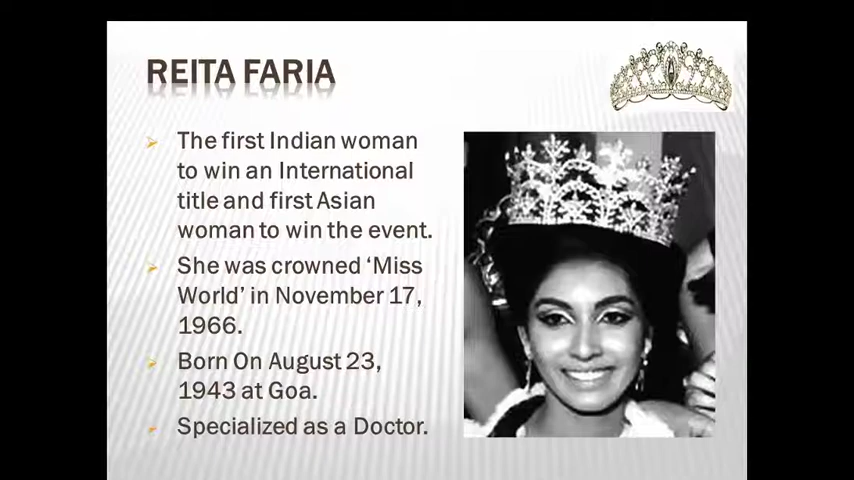 REITA FARIA
The first Indian woman
to win an International
title and first Asian
woman to win the event.
She was crowned ‘Miss
World’ in November 17,
1966.
Born On August 23,
1943 at Goa.
Specialized as a Doctor.